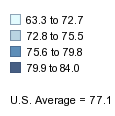 63.3 to 72.7
72.8 to 75.5
75.6 to 79.8
79.9 to 84.0
U.S. Average = 77.1